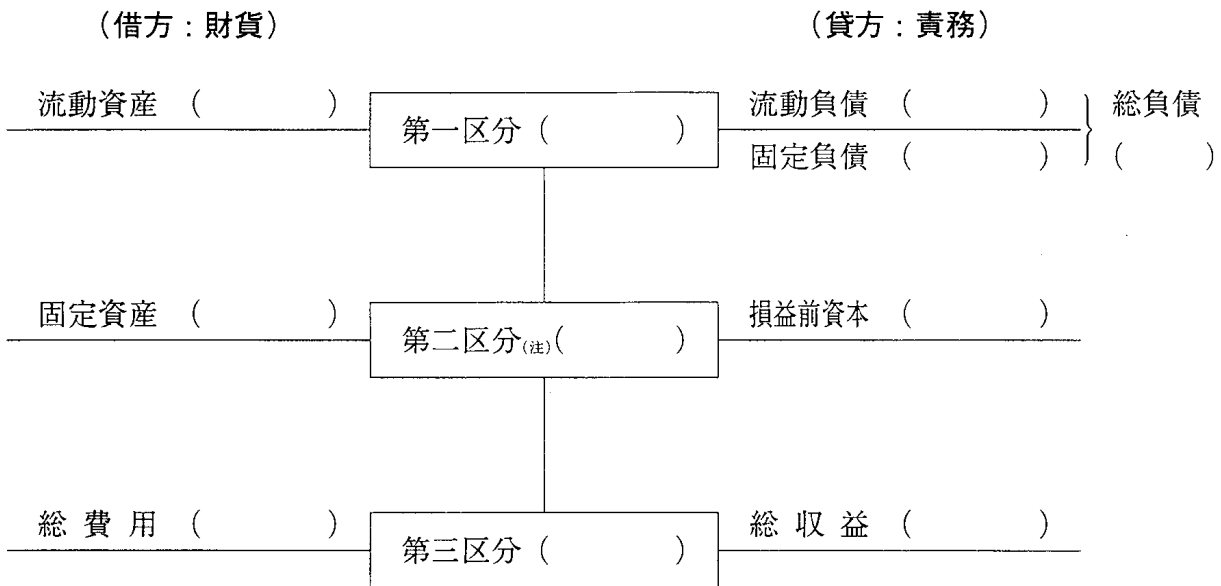 (借方：財貨) (貸方：責務)
流動資産 ( ) 第一区分 ( ) 流動負債 ( ) 総負債
固定負債 ( ) ( )
固定資産 ( ) 第二区分(注)( ) 損益前資本 ( )
総費用 ( ) 第三区分 ( ) 総収益 ( )